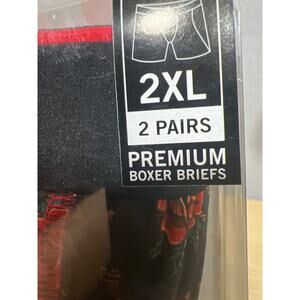 2XL
2 PAIRS
PREMIUM
BOXER BRIEFS